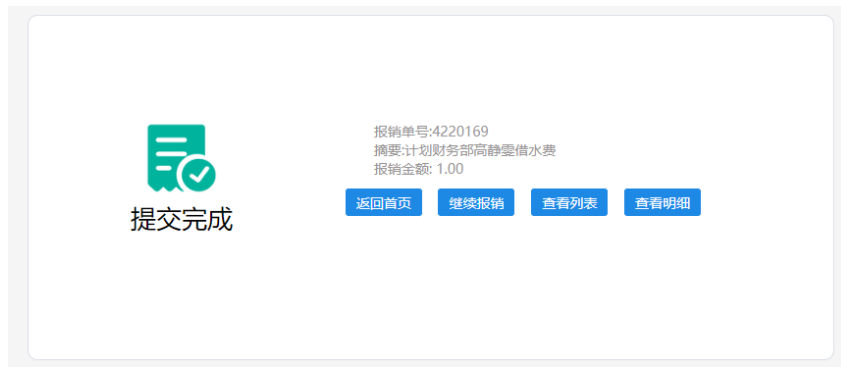 报销单号:4220169
摘要:计划财务部高静雯借水费
报销金额: 1.00
提交完成
返回首页 继续报销 查看列表 查看明细